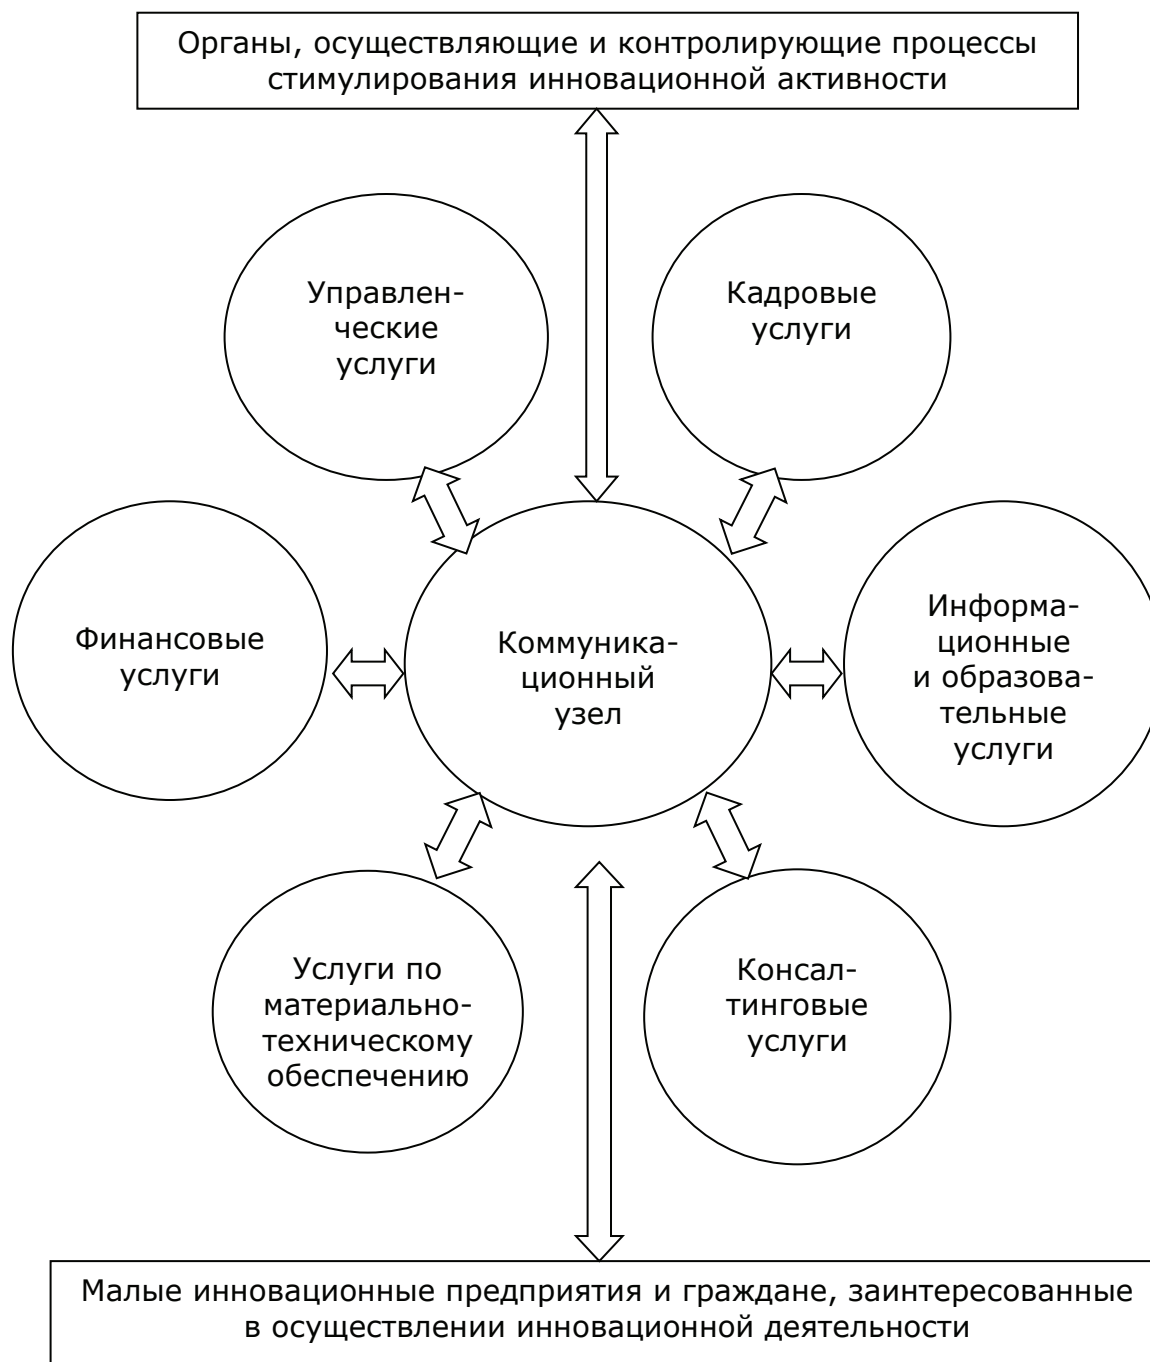 Органы, осуществляющие и контролирующие процессы
стимулирования инновационной активности
Управлен-
ческие
услуги
Кадровые
услуги
Финансовые
услуги
Коммуника-
ционный
узел
Информа-
ционные
и образова-
тельные
услуги
Услуги по
материально-
техническому
обеспечению
Консал-
тинговые
услуги
Малые инновационные предприятия и граждане, заинтересованные
в осуществлении инновационной деятельности